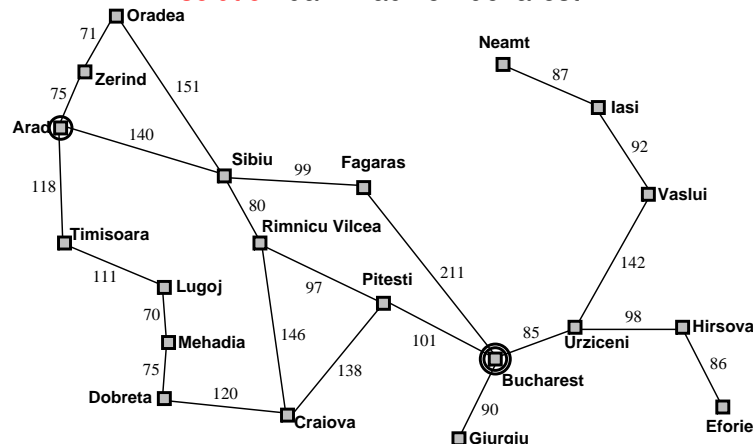 Oradea
71
Neamt
Zerind
87
151
75
Iasi
Arad
140
92
Sibiu
99
Fagaras
118
80
Vaslui
Timisoara
Rimnicu Vilcea
111
211
142
Lugoj
97
Pitesti
70
98
Hirsova
85
146
101
Urziceni
Mehadia
86
75
138
Bucharest
120
Dobreta
90
Craiova
Eforie
Giurgiu